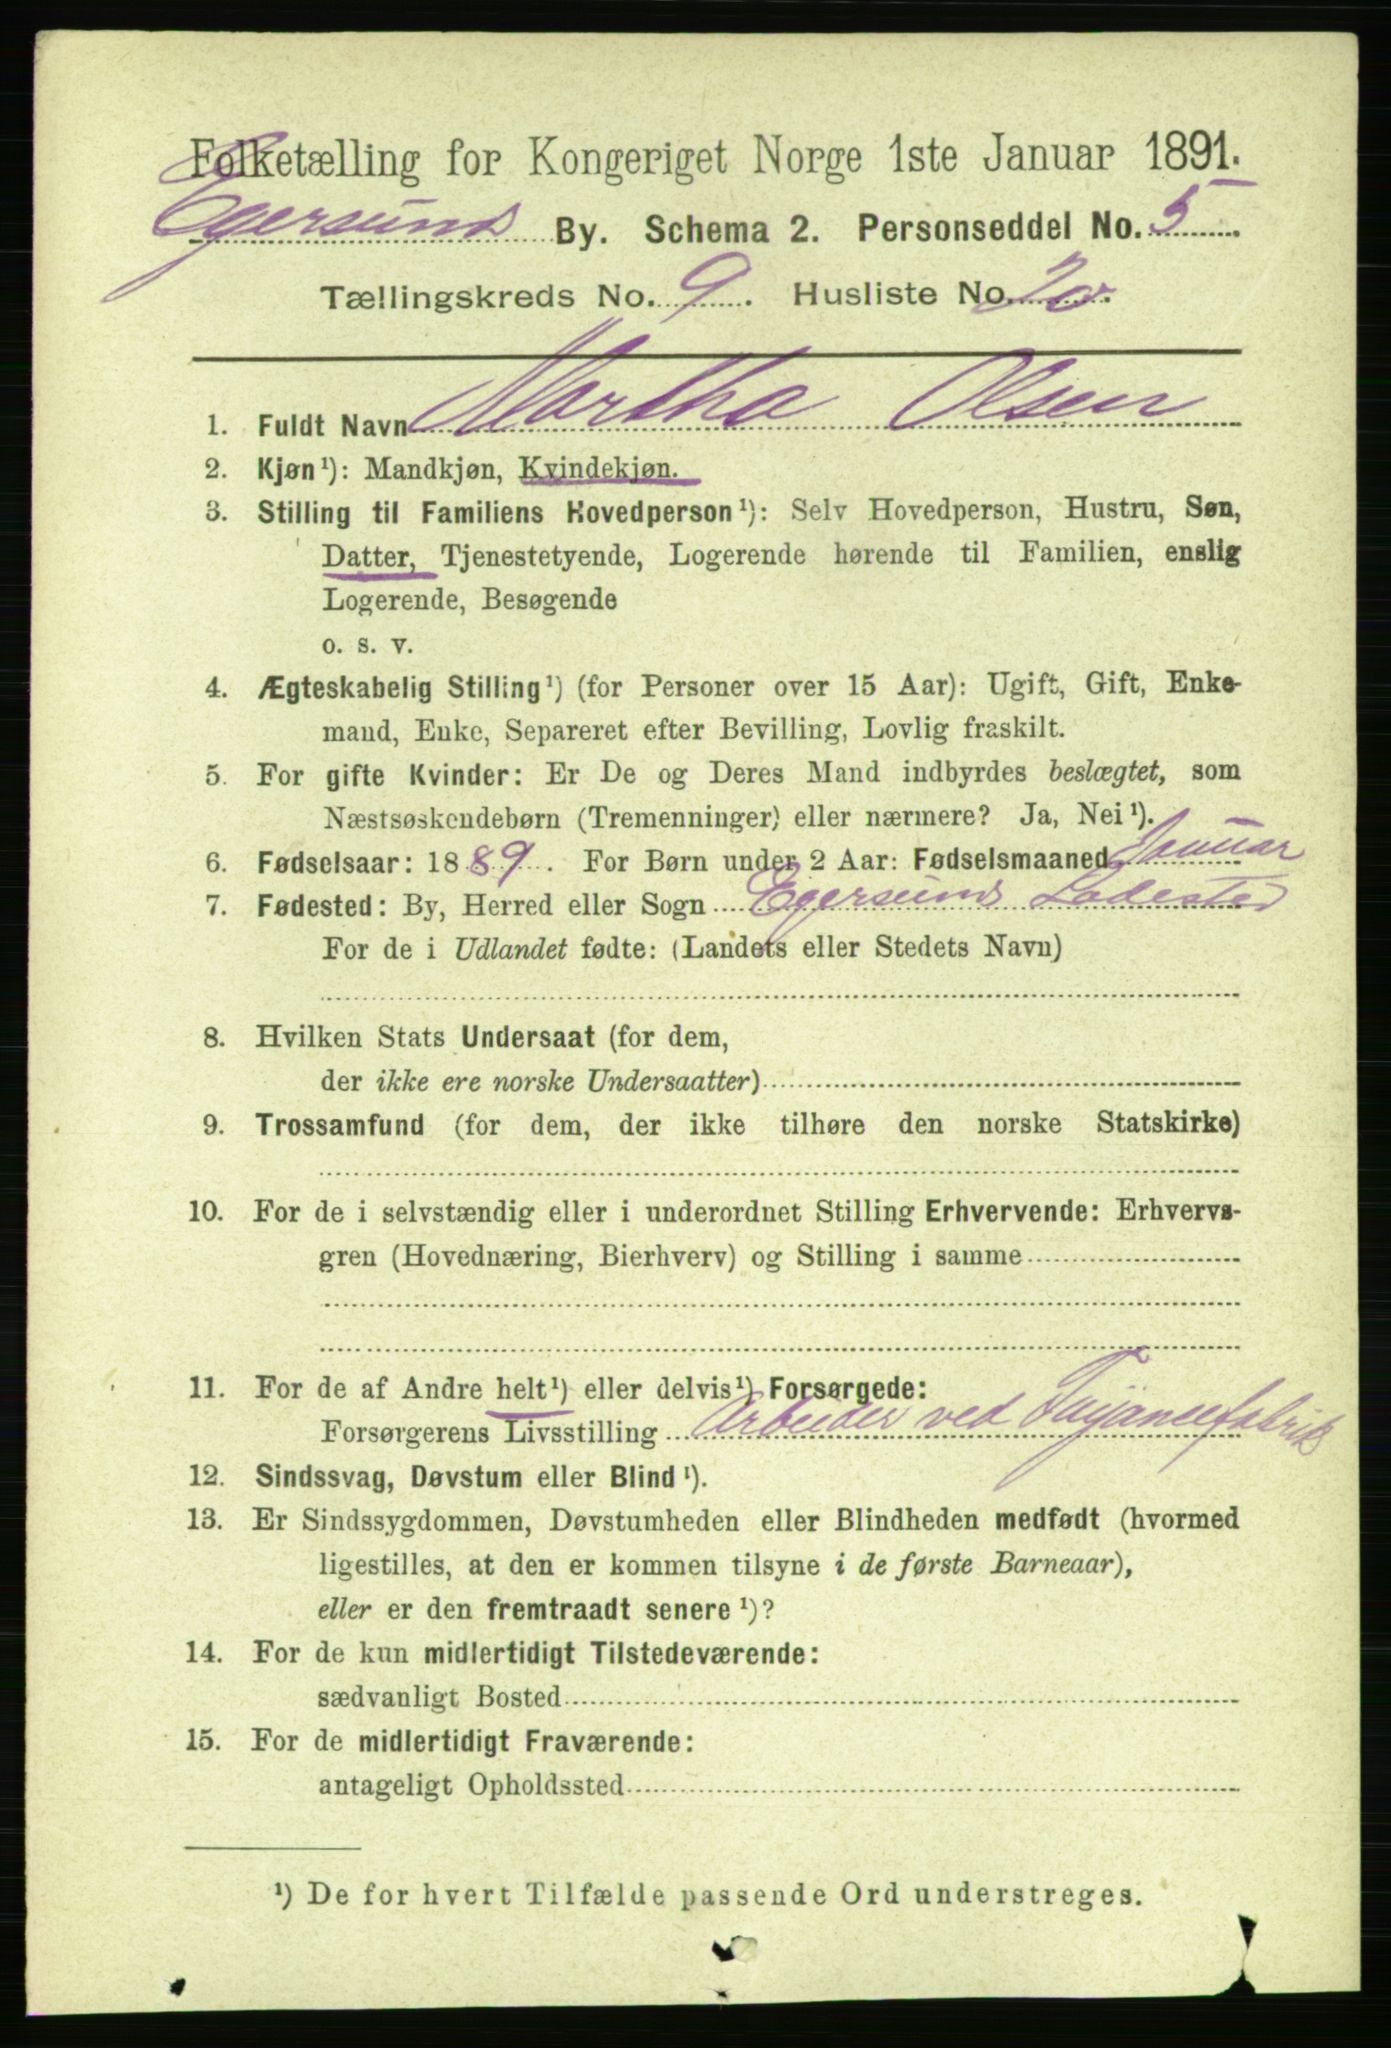 Folketælling for Kongeriget Norge 1ste Januar 1891.
Egersund By. Schema 2. Personseddel No. 5
Tællingskreds No. 9. Husliste No. 20.
1. Fuldt Navn Martha Olsen
2. Kjøn¹): Mandkjøn, Kvindekjøn.
3. Stilling til Familiens Hovedperson¹): Selv Hovedperson, Hustru, Søn,
Datter, Tjenestetyende, Logerende hørende til Familien, enslig
Logerende, Besøgende
o. s. v.
4. Ægteskabelig Stilling¹) (for Personer over 15 Aar): Ugift, Gift, Enke-
mand, Enke, Separeret efter Bevilling, Lovlig fraskilt.
5. For gifte Kvinder: Er De og Deres Mand indbyrdes beslægtet, som
Næstsøskendebørn (Tremenninger) eller nærmere? Ja, Nei¹).
6. Fødselsaar: 1889. For Børn under 2 Aar: Fødselsmaaned Januar
7. Fødested: By, Herred eller Sogn Egersunds Ladested
For de i Udlandet fødte: (Landets eller Stedets Navn)
8. Hvilken Stats Undersaat (for dem,
der ikke ere norske Undersaatter)
9. Trossamfund (for dem, der ikke tilhøre den norske Statskirke)
10. For de i selvstændig eller i underordnet Stilling Erhvervende: Erhvervs-
gren (Hovednæring, Bierhverv) og Stilling i samme
11. For de af Andre helt¹) eller delvis¹) Forsørgede:
Forsørgerens Livsstilling Arbeider ved Fayancefabrik
12. Sindssvag, Døvstum eller Blind¹).
13. Er Sindssygdommen, Døvstumheden eller Blindheden medfødt (hvormed
ligestilles, at den er kommen tilsyne i de første Barneaar),
eller er den fremtraadt senere¹)?
14. For de kun midlertidigt Tilstedeværende:
sædvanligt Bosted
15. For de midlertidigt Fraværende:
antageligt Opholdssted
¹) De for hvert Tilfælde passende Ord understreges.